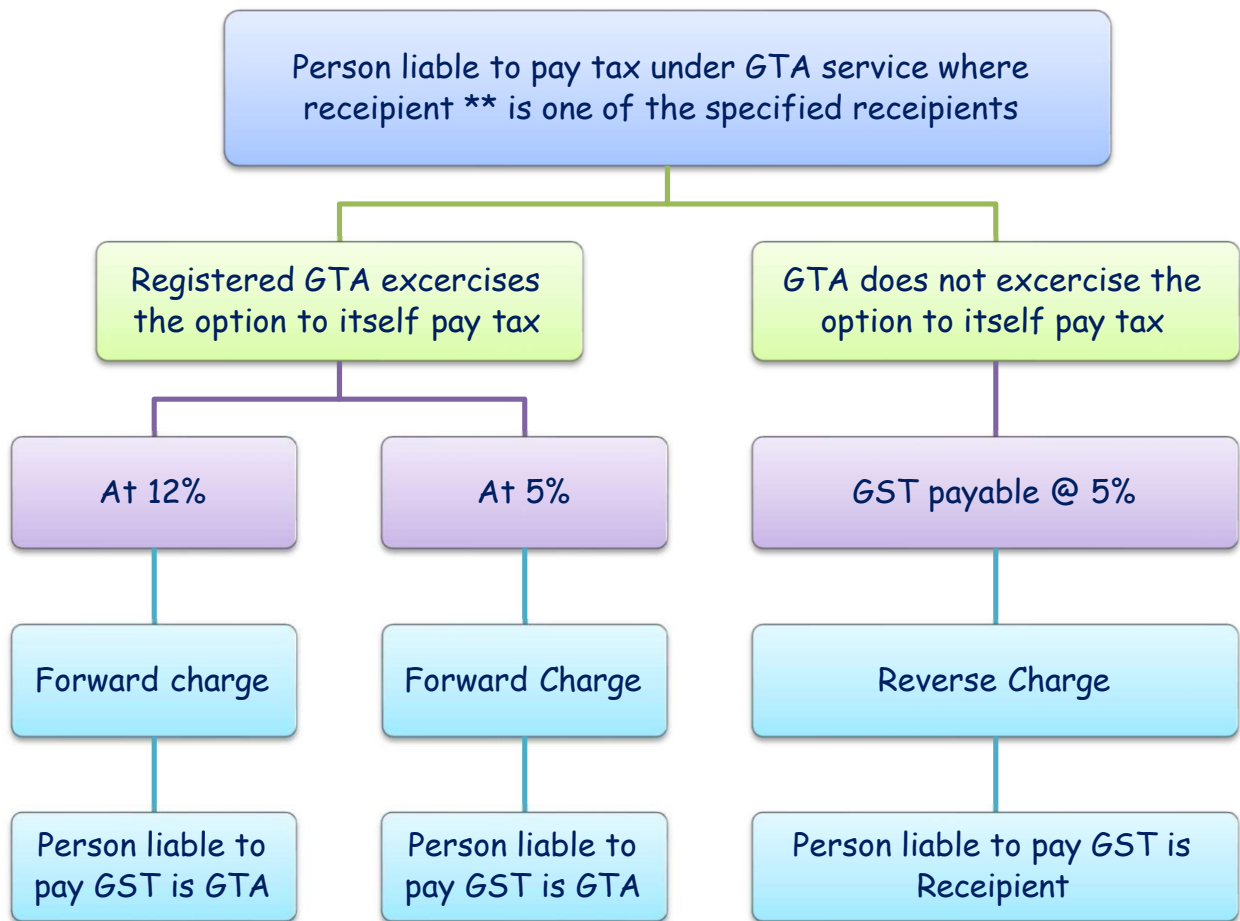 Person liable to pay tax under GTA service where
receipient ** is one of the specified receipients
Registered GTA excercises
the option to itself pay tax
GTA does not excercise the
option to itself pay tax
At 12%
At 5%
GST payable @ 5%
Forward charge
Forward Charge
Reverse Charge
Person liable to
pay GST is GTA
Person liable to
pay GST is GTA
Person liable to pay GST is
Receipient